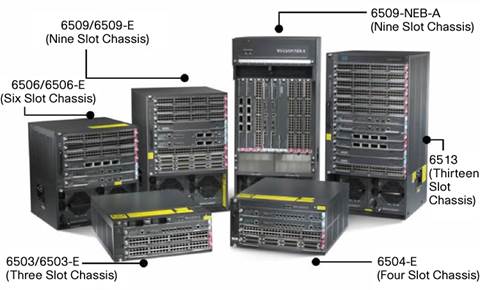 6509/6509-E
(Nine Slot Chassis)
6509-NEB-A
(Nine Slot Chassis)
6506/6506-E
(Six Slot Chassis)
6513
(Thirteen
Slot
Chassis)
6503/6503-E
(Three Slot Chassis)
6504-E
(Four Slot Chassis)